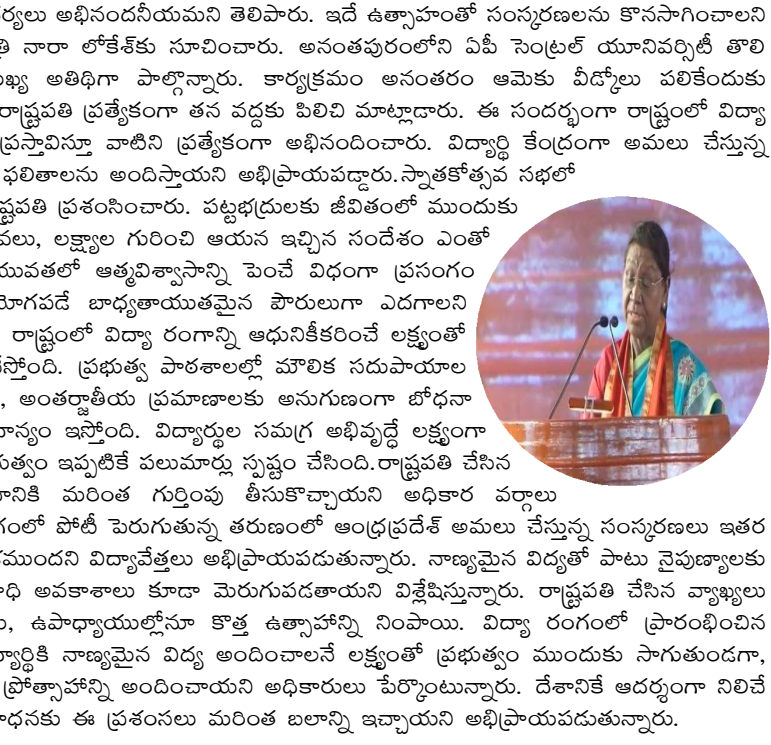 ర్యలు అభినందనీయమని తెలిపారు. ఇదే ఉత్సాహంతో సంస్కరణలను కొనసాగించాలని
త్రి నారా లోకేశ్‌కు సూచించారు. అనంతపురంలోని ఏపీ సెంట్రల్ యూనివర్సిటీ తొలి
ఖ్య అతిథిగా పాల్గొన్నారు. కార్యక్రమం అనంతరం ఆమెకు వీడ్కోలు పలికేందుకు
రాష్ట్రపతి ప్రత్యేకంగా తన వద్దకు పిలిచి మాట్లాడారు. ఈ సందర్భంగా రాష్ట్రంలో విద్యా
ప్రస్తావిస్తూ వాటిని ప్రత్యేకంగా అభినందించారు. విద్యార్థి కేంద్రంగా అమలు చేస్తున్న
ఫలితాలను అందిస్తాయని అభిప్రాయపడ్డారు.స్నాతకోత్సవ సభలో
ష్ట్రపతి ప్రశంసించారు. పట్టభద్రులకు జీవితంలో ముందుకు
వలు, లక్ష్యాల గురించి ఆయన ఇచ్చిన సందేశం ఎంతో
యువతలో ఆత్మవిశ్వాసాన్ని పెంచే విధంగా ప్రసంగం
యోగపడే బాధ్యతాయుతమైన పౌరులుగా ఎదగాలని
రాష్ట్రంలో విద్యా రంగాన్ని ఆధునికీకరించే లక్ష్యంతో
చేస్తోంది. ప్రభుత్వ పాఠశాలల్లో మౌలిక సదుపాయాల
, అంతర్జాతీయ ప్రమాణాలకు అనుగుణంగా బోధనా
ధాన్యం ఇస్తోంది. విద్యార్థుల సమగ్ర అభివృద్ధే లక్ష్యంగా
ుత్వం ఇప్పటికే పలుమార్లు స్పష్టం చేసింది.రాష్ట్రపతి చేసిన
ానికి మరింత గుర్తింపు తీసుకొచ్చాయని అధికార వర్గాలు
గంలో పోటీ పెరుగుతున్న తరుణంలో ఆంధ్రప్రదేశ్ అమలు చేస్తున్న సంస్కరణలు ఇతర
ముందని విద్యావేత్తలు అభిప్రాయపడుతున్నారు. నాణ్యమైన విద్యతో పాటు నైపుణ్యాలకు
ాధి అవకాశాలు కూడా మెరుగుపడతాయని విశ్లేషిస్తున్నారు. రాష్ట్రపతి చేసిన వ్యాఖ్యలు
, ఉపాధ్యాయుల్లోనూ కొత్త ఉత్సాహాన్ని నింపాయి. విద్యా రంగంలో ప్రారంభించిన
్యార్థికి నాణ్యమైన విద్య అందించాలనే లక్ష్యంతో ప్రభుత్వం ముందుకు సాగుతుండగా,
ప్రోత్సాహాన్ని అందించాయని అధికారులు పేర్కొంటున్నారు. దేశానికే ఆదర్శంగా నిలిచే
ాధనకు ఈ ప్రశంసలు మరింత బలాన్ని ఇచ్చాయని అభిప్రాయపడుతున్నారు.